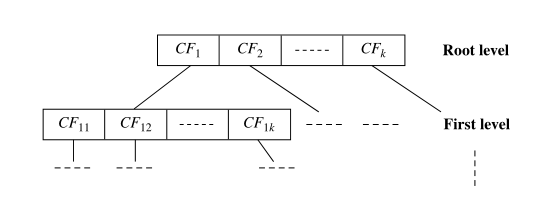 CF₁ CF₂ ----- CFₖ Root level
CF₁₁ CF₁₂ ----- CF₁ₖ ---- ---- First level